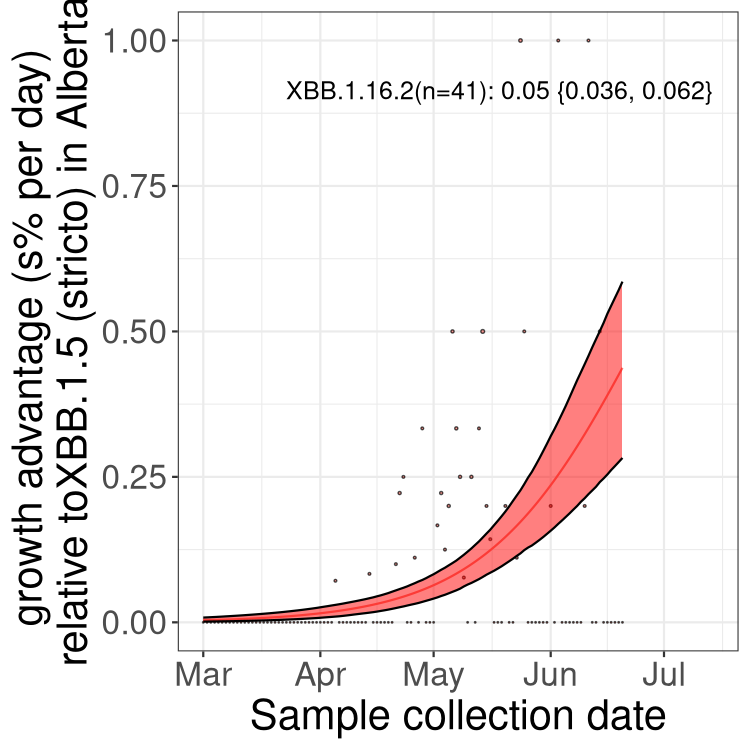 growth advantage (s% per day)
relative toXBB.1.5 (stricto) in Alberta
1.00
XBB.1.16.2(n=41): 0.05 {0.036, 0.062}
0.75
0.50
0.25
0.00
Mar Apr May Jun Jul
Sample collection date